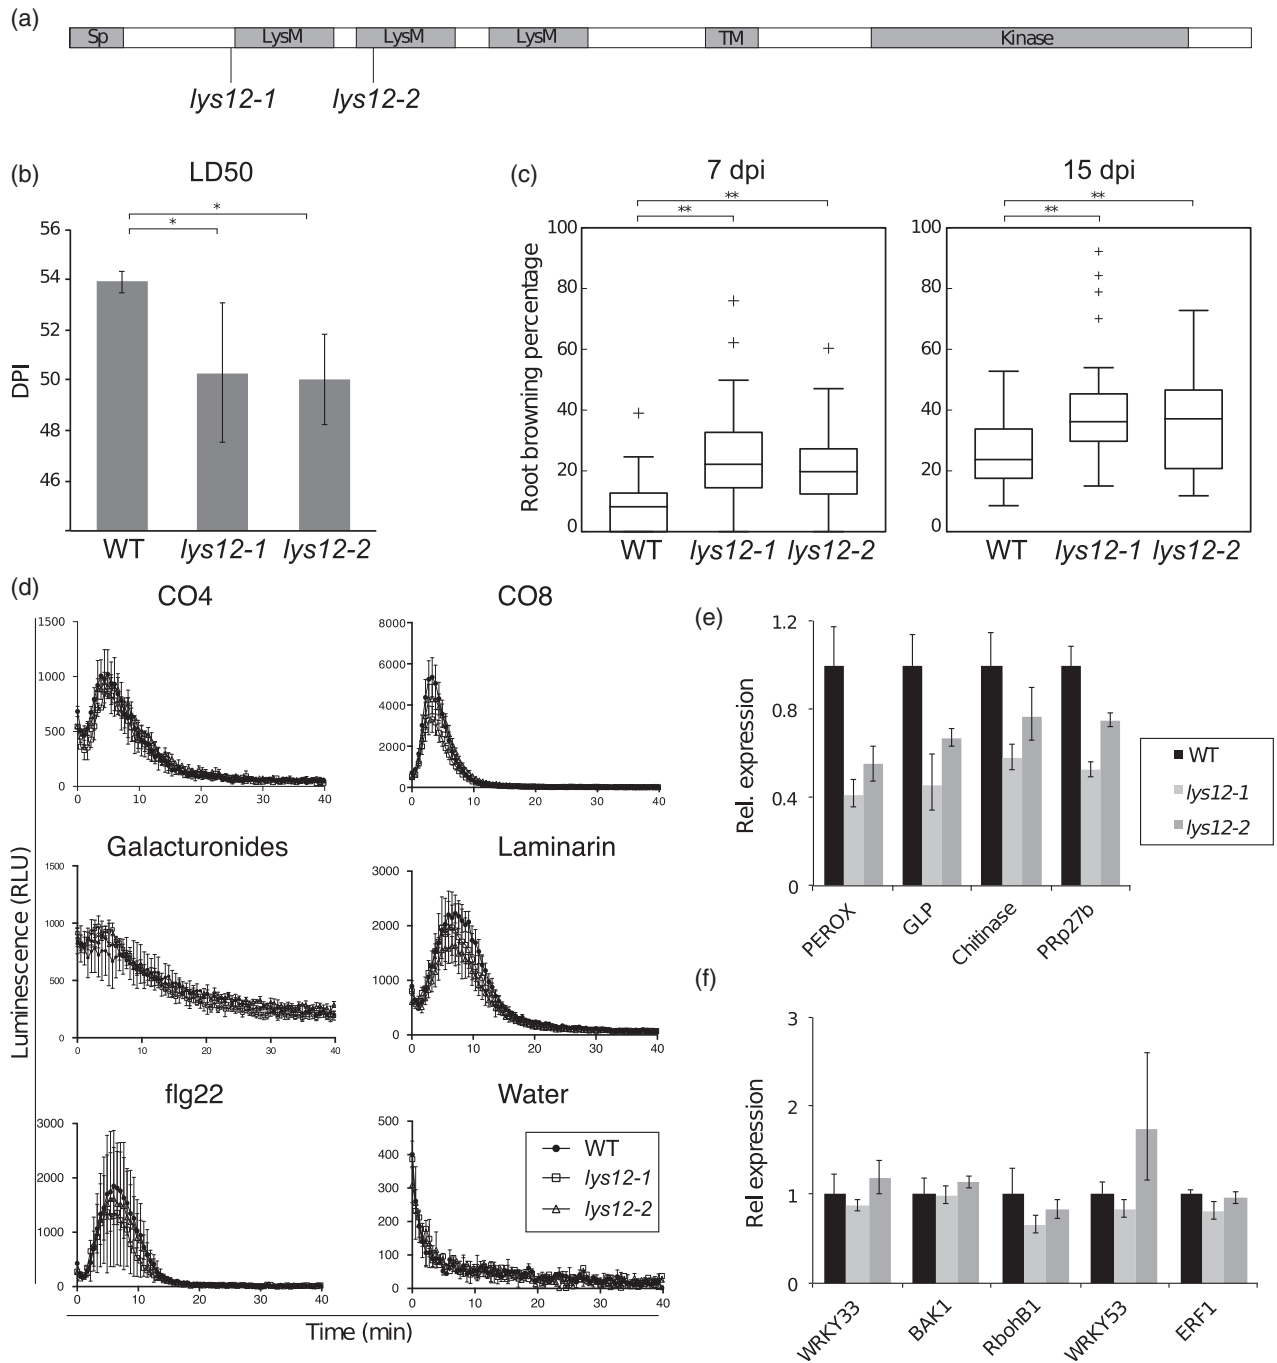 (a)
Sp LysM LysM LysM TM Kinase
lys12-1 lys12-2
(b)
LD50
* *
DPI
56
54
52
50
48
46
WT lys12-1 lys12-2
(c)
7 dpi 15 dpi
** ** ** **
Root browning percentage
100
80
60
40
20
0
WT lys12-1 lys12-2
100
80
60
40
20
0
WT lys12-1 lys12-2
(d)
Luminescence (RLU)
CO4
1500
1000
500
0
0 10 20 30 40
CO8
8000
6000
4000
2000
0
0 10 20 30 40
Galacturonides
1500
1000
500
0
0 10 20 30 40
Laminarin
3000
2000
1000
0
0 10 20 30 40
flg22
3000
2000
1000
0
0 10 20 30 40
Water
500
400
300
200
100
0
0 10 20 30 40
WT
lys12-1
lys12-2
Time (min)
(e)
Rel. expression
1.2
0.8
0.4
0
PEROX GLP Chitinase PRp27b
WT
lys12-1
lys12-2
(f)
Rel expression
3
2
1
0
WRKY33 BAK1 RbohB1 WRKY53 ERF1